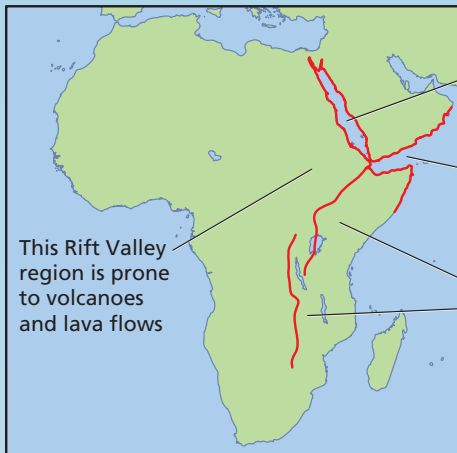 This Rift Valley
region is prone
to volcanoes
and lava flows